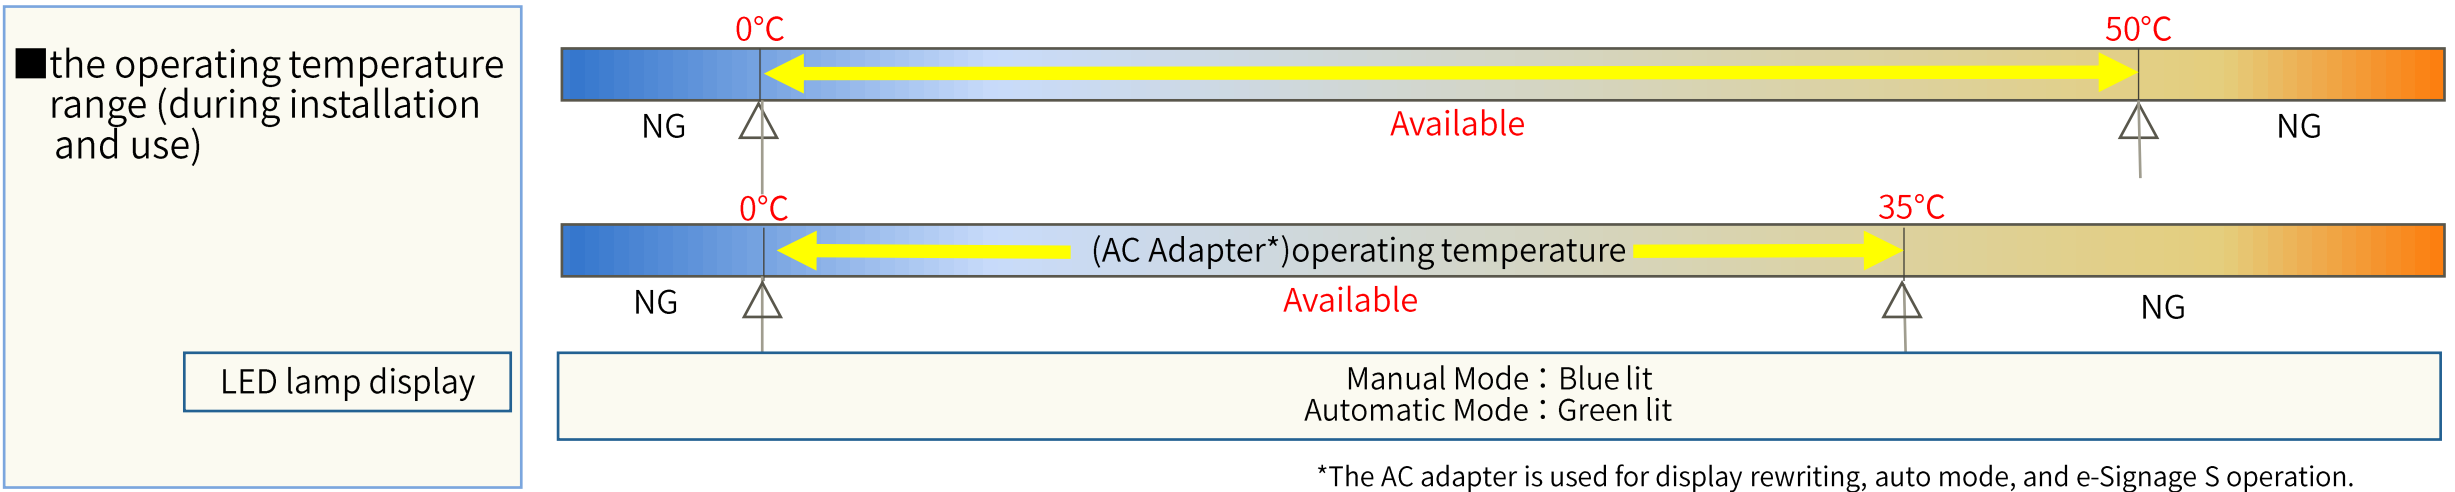 ■the operating temperature
range (during installation
and use)
LED lamp display
0°C
50°C
NG
Available
NG
0°C
35°C
(AC Adapter*)operating temperature
NG
Available
NG
Manual Mode：Blue lit
Automatic Mode：Green lit
*The AC adapter is used for display rewriting, auto mode, and e-Signage S operation.